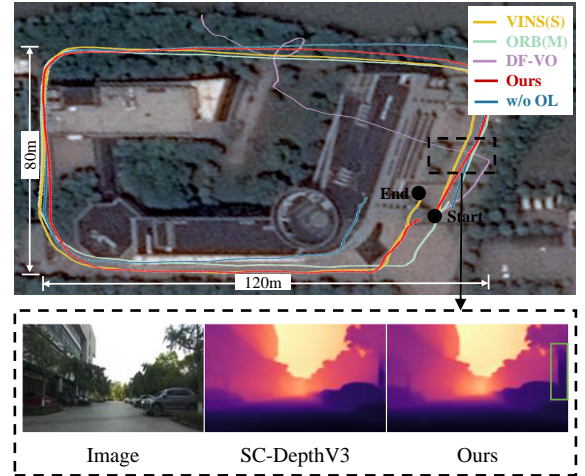 VINS(S)
ORB(M)
DF-VO
Ours
w/o OL
80m
End
Start
120m
Image
SC-DepthV3
Ours